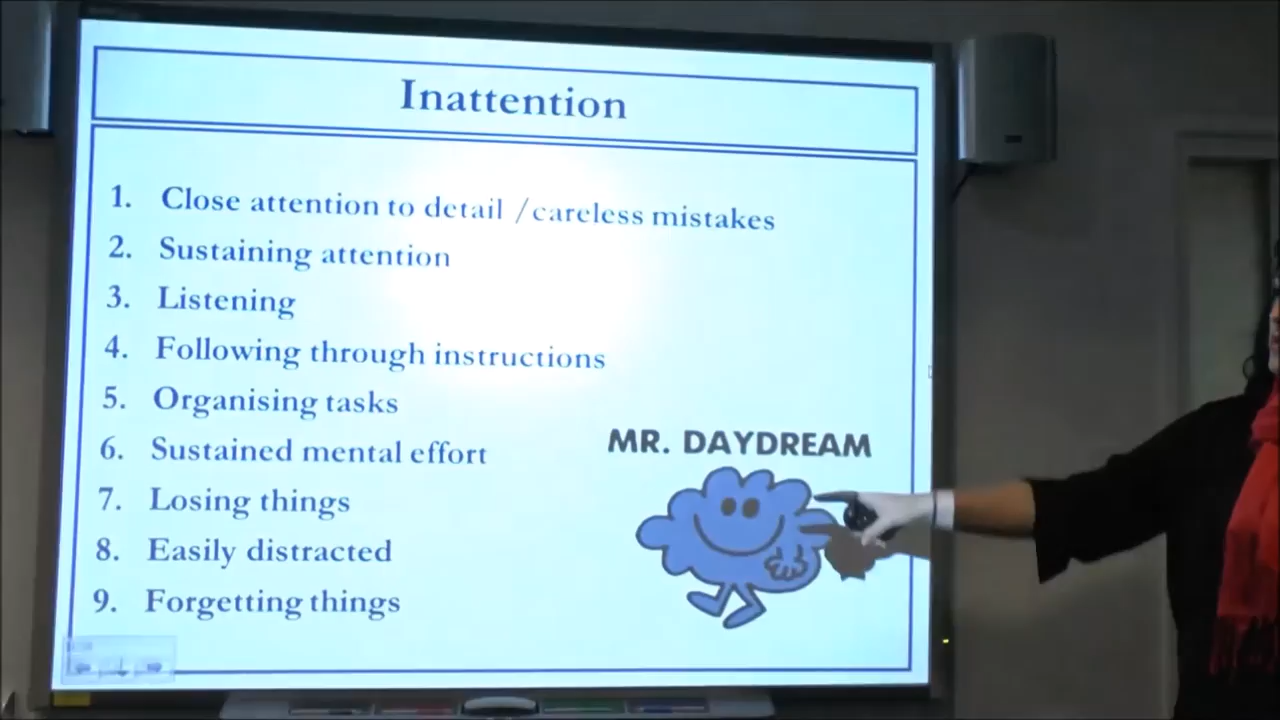 Inattention
1. Close attention to detail /careless mistakes
2. Sustaining attention
3. Listening
4. Following through instructions
5. Organising tasks
6. Sustained mental effort
7. Losing things
8. Easily distracted
9. Forgetting things
MR. DAYDREAM